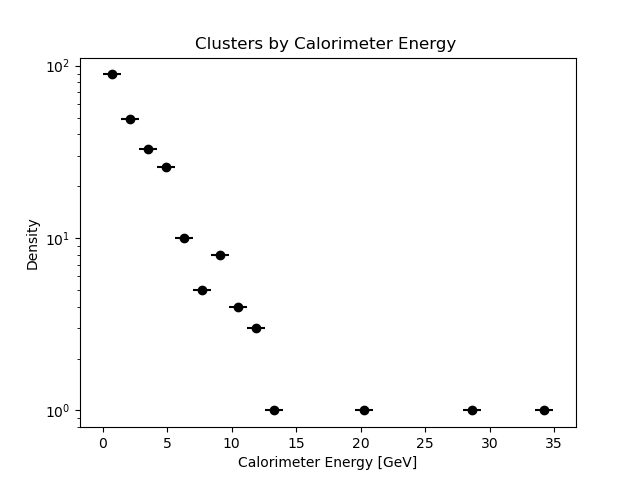 Clusters by Calorimeter Energy
Density
10²
10¹
10⁰
0 5 10 15 20 25 30 35
Calorimeter Energy [GeV]